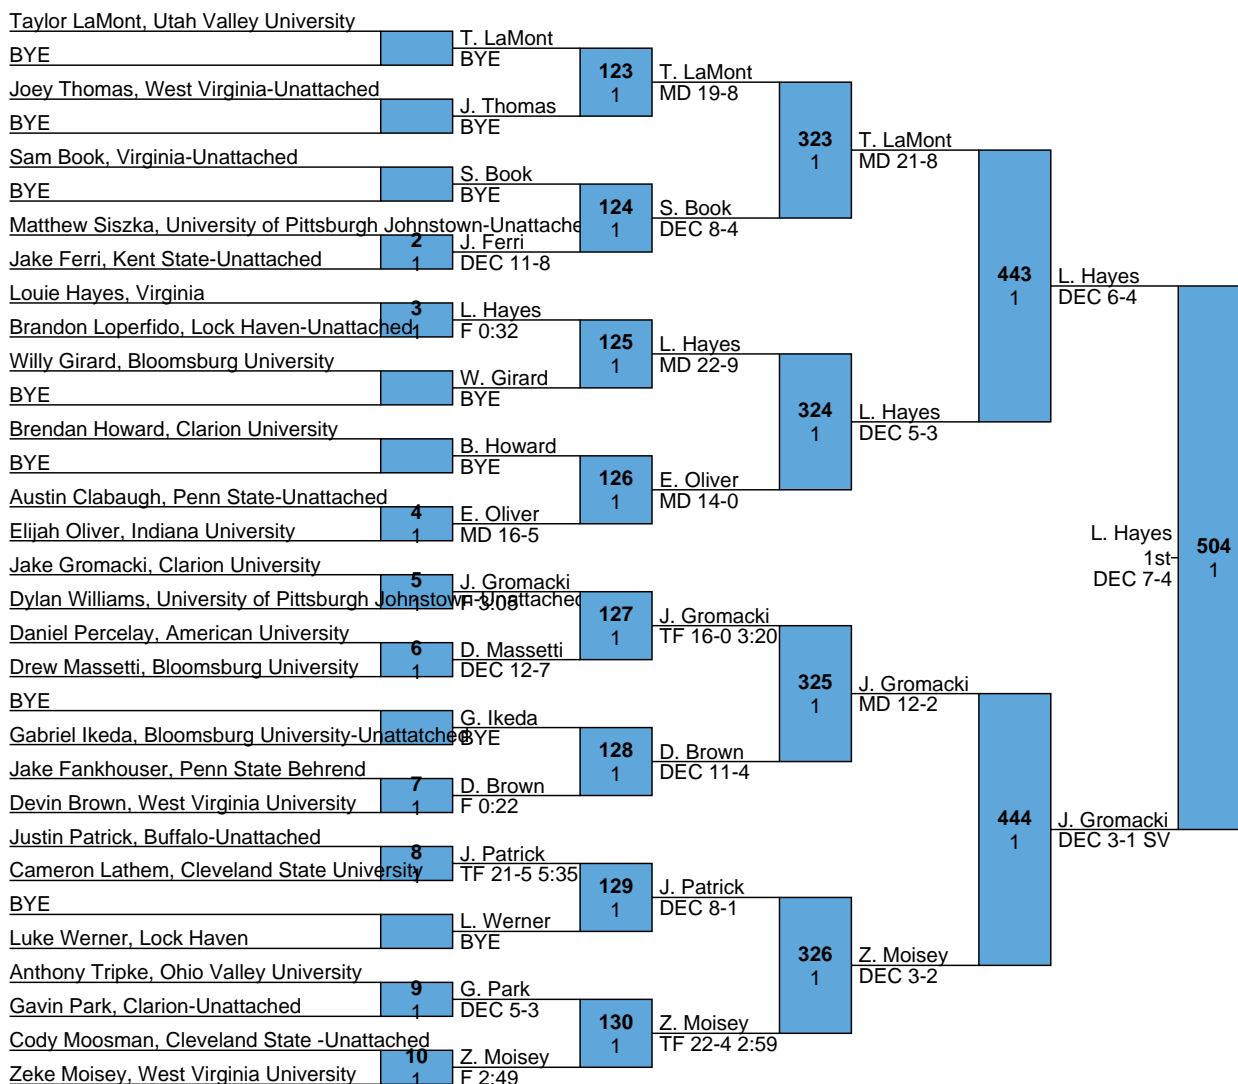 Taylor LaMont, Utah Valley University
BYE
Joey Thomas, West Virginia-Unattached
BYE
Sam Book, Virginia-Unattached
BYE
Matthew Siszka, University of Pittsburgh Johnstown-Unattache
Jake Ferri, Kent State-Unattached
Louie Hayes, Virginia
Brandon Loperfido, Lock Haven-Unattached
Willy Girard, Bloomsburg University
BYE
Brendan Howard, Clarion University
BYE
Austin Clabaugh, Penn State-Unattached
Elijah Oliver, Indiana University
Jake Gromacki, Clarion University
Dylan Williams, University of Pittsburgh Johnstown-Unattached
Daniel Percelay, American University
Drew Massetti, Bloomsburg University
BYE
Gabriel Ikeda, Bloomsburg University-Unattatched
Jake Fankhouser, Penn State Behrend
Devin Brown, West Virginia University
Justin Patrick, Buffalo-Unattached
Cameron Lathem, Cleveland State University
BYE
Luke Werner, Lock Haven
Anthony Tripke, Ohio Valley University
Gavin Park, Clarion-Unattached
Cody Moosman, Cleveland State -Unattached
Zeke Moisey, West Virginia University
2
1
3
1
4
1
5
1
6
1
7
1
8
1
9
1
10
1
T. LaMont
BYE
J. Thomas
BYE
S. Book
BYE
J. Ferri
DEC 11-8
L. Hayes
F 0:32
W. Girard
BYE
B. Howard
BYE
E. Oliver
MD 16-5
J. Gromacki
F 3:05
D. Massetti
DEC 12-7
G. Ikeda
BYE
D. Brown
F 0:22
J. Patrick
TF 21-5 5:35
L. Werner
BYE
G. Park
DEC 5-3
Z. Moisey
F 2:49
123
1
124
1
125
1
126
1
127
1
128
1
129
1
130
1
T. LaMont
MD 19-8
S. Book
DEC 8-4
L. Hayes
MD 22-9
E. Oliver
MD 14-0
J. Gromacki
TF 16-0 3:20
D. Brown
DEC 11-4
J. Patrick
DEC 8-1
Z. Moisey
TF 22-4 2:59
323
1
324
1
325
1
326
1
T. LaMont
MD 21-8
L. Hayes
DEC 5-3
J. Gromacki
MD 12-2
Z. Moisey
DEC 3-2
443
1
444
1
L. Hayes
DEC 6-4
J. Gromacki
DEC 3-1 SV
L. Hayes
1st
DEC 7-4
504
1